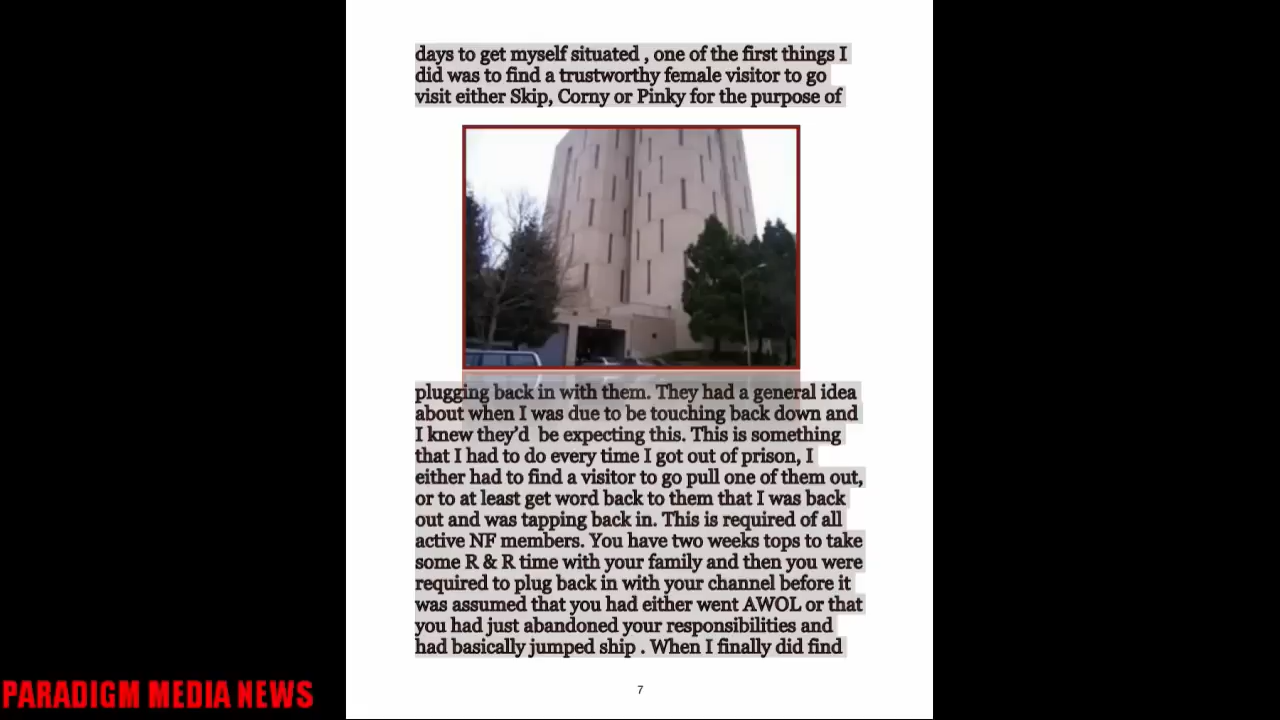 days to get myself situated , one of the first things I
did was to find a trustworthy female visitor to go
visit either Skip, Corny or Pinky for the purpose of
plugging back in with them. They had a general idea
about when I was due to be touching back down and
I knew they'd  be expecting this. This is something
that I had to do every time I got out of prison, I
either had to find a visitor to go pull one of them out,
or to at least get word back to them that I was back
out and was tapping back in. This is required of all
active NF members. You have two weeks tops to take
some R & R time with your family and then you were
required to plug back in with your channel before it
was assumed that you had either went AWOL or that
you had just abandoned your responsibilities and
had basically jumped ship . When I finally did find
7
PARADIGM MEDIA NEWS